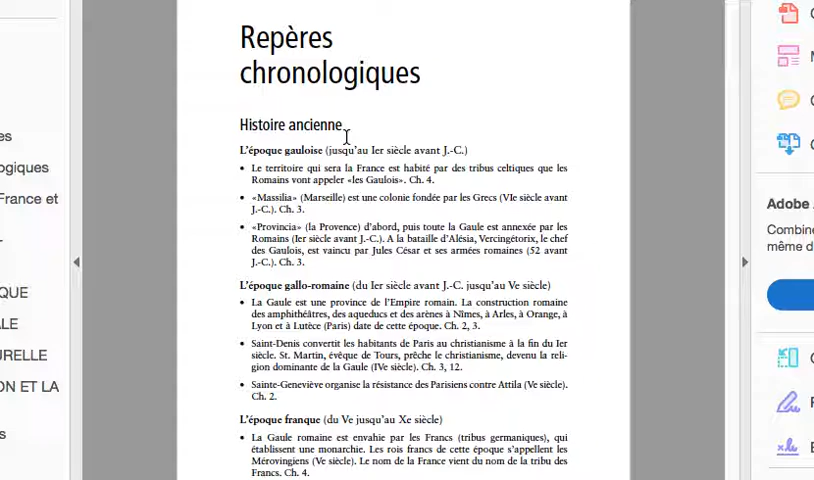 Repères
chronologiques
Histoire ancienne
L'époque gauloise (jusqu'au Ier siècle avant J.-C.)
• Le territoire qui sera la France est habité par des tribus celtiques que les
Romains vont appeler «les Gaulois». Ch. 4.
• «Massilia» (Marseille) est une colonie fondée par les Grecs (VIe siècle avant
J.-C.). Ch. 3.
• «Provincia» (la Provence) d'abord, puis toute la Gaule est annexée par les
Romains (Ier siècle avant J.-C.). A la bataille d'Alésia, Vercingétorix, le chef
des Gaulois, est vaincu par Jules César et ses armées romaines (52 avant
J.-C.). Ch. 3.
L'époque gallo-romaine (du Ier siècle avant J.-C. jusqu'au Ve siècle)
• La Gaule est une province de l'Empire romain. La construction romaine
des amphithéâtres, des aqueducs et des arènes à Nîmes, à Arles, à Orange, à
Lyon et à Lutèce (Paris) date de cette époque. Ch. 2, 3.
• Saint-Denis convertit les habitants de Paris au christianisme à la fin du Ier
siècle. St. Martin, évêque de Tours, prêche le christianisme, devenu la reli-
gion dominante de la Gaule (IVe siècle). Ch. 3, 12.
• Sainte-Geneviève organise la résistance des Parisiens contre Attila (Ve siècle).
Ch. 2.
L'époque franque (du Ve jusqu'au Xe siècle)
• La Gaule romaine est envahie par les Francs (tribus germaniques), qui
établissent une monarchie. Les rois francs de cette époque s'appellent les
Mérovingiens (Ve siècle). Le nom de la France vient du nom de la tribu des
Francs. Ch. 4.
es
ogiques
France et
QUE
LE
URELLE
ON ET LA
s
Adobe
Combin
même d